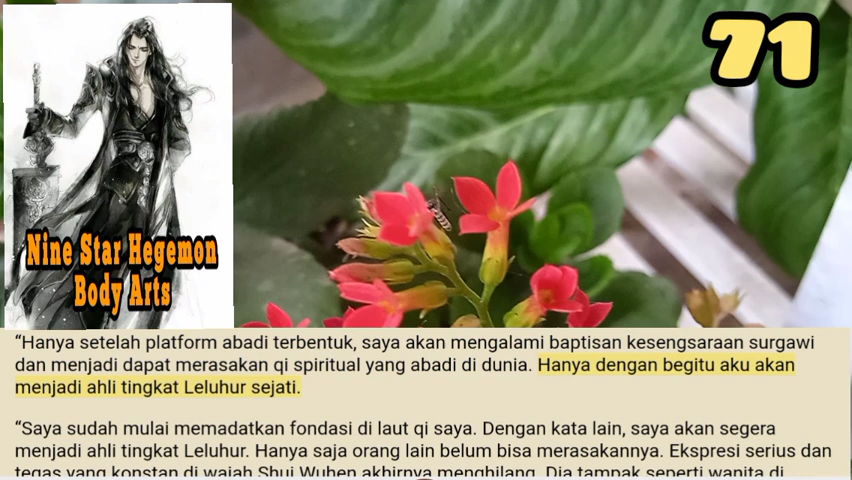 71
Nine Star Hegemon
Body Arts
“Hanya setelah platform abadi terbentuk, saya akan mengalami baptisan kesengsaraan surgawi
dan menjadi dapat merasakan qi spiritual yang abadi di dunia. Hanya dengan begitu aku akan
menjadi ahli tingkat Leluhur sejati.
“Saya sudah mulai memadatkan fondasi di laut qi saya. Dengan kata lain, saya akan segera
menjadi ahli tingkat Leluhur. Hanya saja orang lain belum bisa merasakannya. Ekspresi serius dan
tegas yang konstan di wajah Shui Wuhen akhirnya menghilang. Dia tampak seperti wanita di